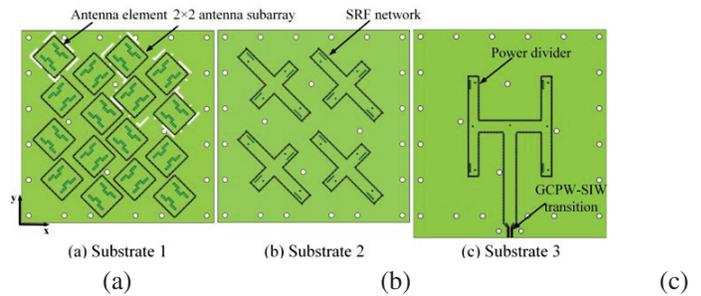 Antenna element 2×2 antenna subarray
SRF network
Power divider
GCPW-SIW
transition
y
x
(a) Substrate 1
(b) Substrate 2
(c) Substrate 3
(a)
(b)
(c)